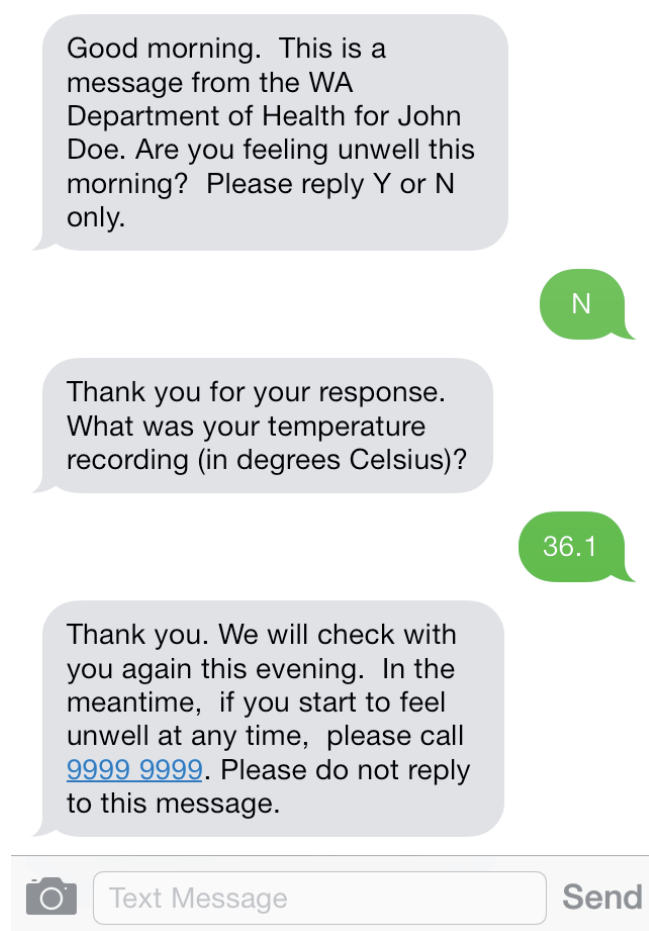 Good morning.  This is a
message from the WA
Department of Health for John
Doe. Are you feeling unwell this
morning?  Please reply Y or N
only.
N
Thank you for your response.
What was your temperature
recording (in degrees Celsius)?
36.1
Thank you. We will check with
you again this evening.  In the
meantime,  if you start to feel
unwell at any time,  please call
9999 9999. Please do not reply
to this message.
Text Message
Send